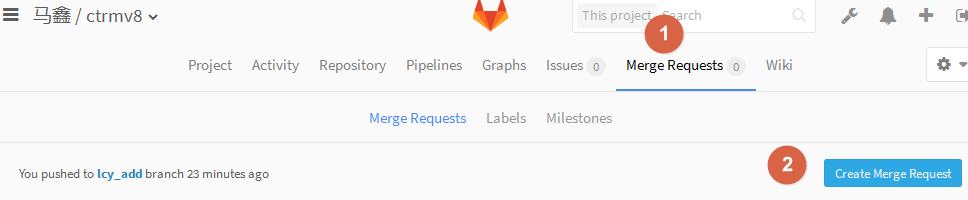 马鑫 / ctrmv8
This project Search
1
Project Activity Repository Pipelines Graphs Issues 0 Merge Requests 0 Wiki
Merge Requests Labels Milestones
You pushed to lcy_add branch 23 minutes ago
2
Create Merge Request